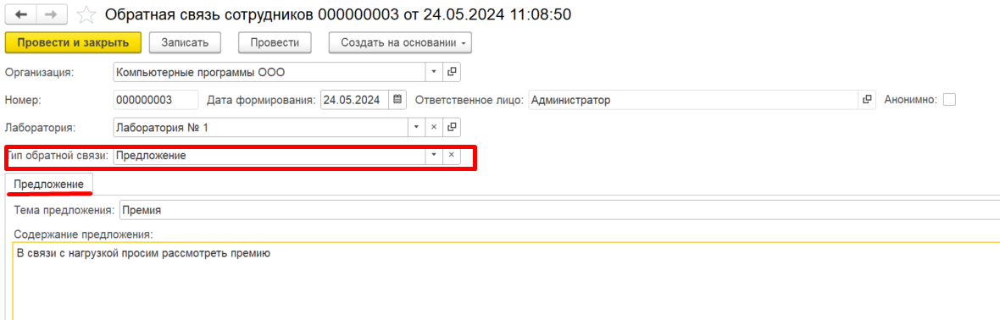 Обратная связь сотрудников 000000003 от 24.05.2024 11:08:50
Провести и закрыть Записать Провести Создать на основании
Организация: Компьютерные программы ООО
Номер: 000000003 Дата формирования: 24.05.2024 Ответственное лицо: Администратор Анонимно:
Лаборатория: Лаборатория № 1
Тип обратной связи: Предложение
Предложение
Тема предложения: Премия
Содержание предложения:
В связи с нагрузкой просим рассмотреть премию